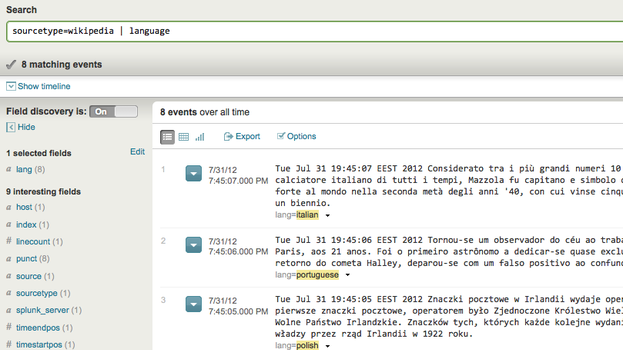 Search
sourcetype=wikipedia | language
8 matching events
Show timeline
Field discovery is: On
Hide
1 selected fields Edit
a lang (8)
9 interesting fields
a host (1)
a index (1)
# linecount (1)
a punct (8)
a source (1)
a sourcetype (1)
a splunk_server (1)
# timeendpos (1)
# timestartpos (1)
8 events over all time
Export Options
1 7/31/12 7:45:07.000 PM
Tue Jul 31 19:45:07 EEST 2012 Considerato tra i più grandi numeri 10
calciatore italiano di tutti i tempi, Mazzola fu capitano e simbolo
forte al mondo nella seconda metà degli anni '40, con cui vinse
un biennio.
lang=italian
2 7/31/12 7:45:06.000 PM
Tue Jul 31 19:45:06 EEST 2012 Tornou-se um observador do céu ao
Paris, aos 21 anos. Foi o primeiro astrônomo a dedicar-se quase
retorno do cometa Halley, deparou-se com um falso positivo ao
lang=portuguese
3 7/31/12 7:45:05.000 PM
Tue Jul 31 19:45:05 EEST 2012 Znaczki pocztowe w Irlandii wydaje
pierwsze znaczki pocztowe, operatorem było Zjednoczone Królestwo
Wolne Państwo Irlandzkie. Znaczków tych, których każde kolejne
władzy przez rząd Irlandii w 1922 roku.
lang=polish